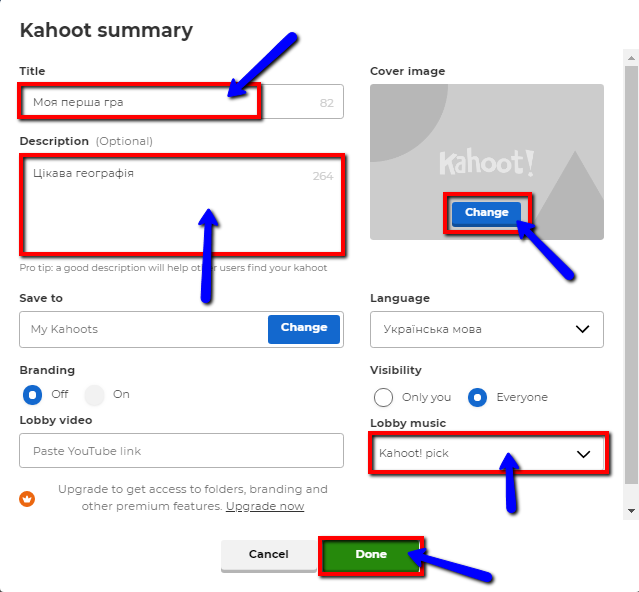 Kahoot summary
Title
Моя перша гра 82
Description (Optional)
Цікава географія 264
Pro tip: a good description will help other users find your kahoot
Save to
My Kahoots Change
Branding
Off On
Lobby video
Paste YouTube link
Upgrade to get access to folders, branding and
other premium features. Upgrade now
Cover image
Kahoot!
Change
Language
Українська мова
Visibility
Only you Everyone
Lobby music
Kahoot! pick
Cancel Done